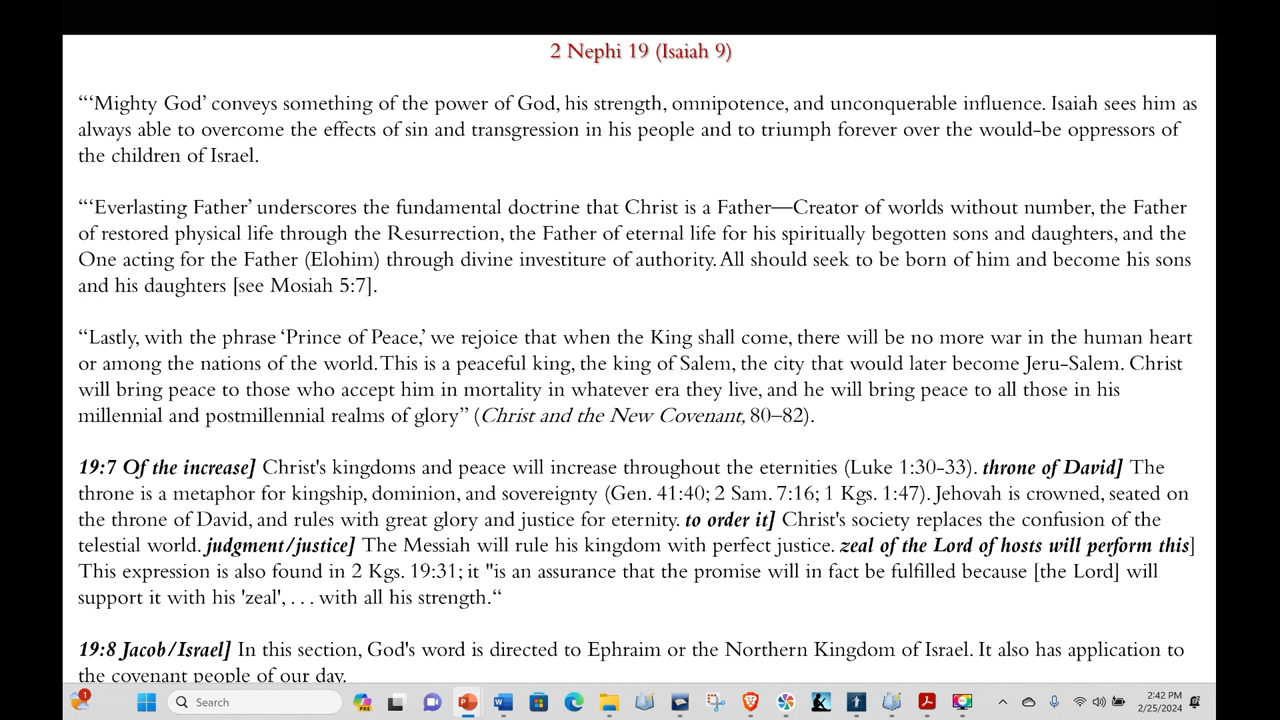 2 Nephi 19 (Isaiah 9)
“‘Mighty God’ conveys something of the power of God, his strength, omnipotence, and unconquerable influence. Isaiah sees him as
always able to overcome the effects of sin and transgression in his people and to triumph forever over the would-be oppressors of
the children of Israel.
“‘Everlasting Father’ underscores the fundamental doctrine that Christ is a Father—Creator of worlds without number, the Father
of restored physical life through the Resurrection, the Father of eternal life for his spiritually begotten sons and daughters, and the
One acting for the Father (Elohim) through divine investiture of authority. All should seek to be born of him and become his sons
and his daughters [see Mosiah 5:7].
“Lastly, with the phrase ‘Prince of Peace,’ we rejoice that when the King shall come, there will be no more war in the human heart
or among the nations of the world. This is a peaceful king, the king of Salem, the city that would later become Jeru-Salem. Christ
will bring peace to those who accept him in mortality in whatever era they live, and he will bring peace to all those in his
millennial and postmillennial realms of glory” (Christ and the New Covenant, 80–82).
19:7 Of the increase] Christ's kingdoms and peace will increase throughout the eternities (Luke 1:30-33). throne of David] The
throne is a metaphor for kingship, dominion, and sovereignty (Gen. 41:40; 2 Sam. 7:16; 1 Kgs. 1:47). Jehovah is crowned, seated on
the throne of David, and rules with great glory and justice for eternity. to order it] Christ's society replaces the confusion of the
telestial world. judgment/justice] The Messiah will rule his kingdom with perfect justice. zeal of the Lord of hosts will perform this]
This expression is also found in 2 Kgs. 19:31; it "is an assurance that the promise will in fact be fulfilled because [the Lord] will
support it with his 'zeal', . . . with all his strength.“
19:8 Jacob/Israel] In this section, God's word is directed to Ephraim or the Northern Kingdom of Israel. It also has application to
the covenant people of our day.
1
Search
PRE
2:42 PM
2/25/2024